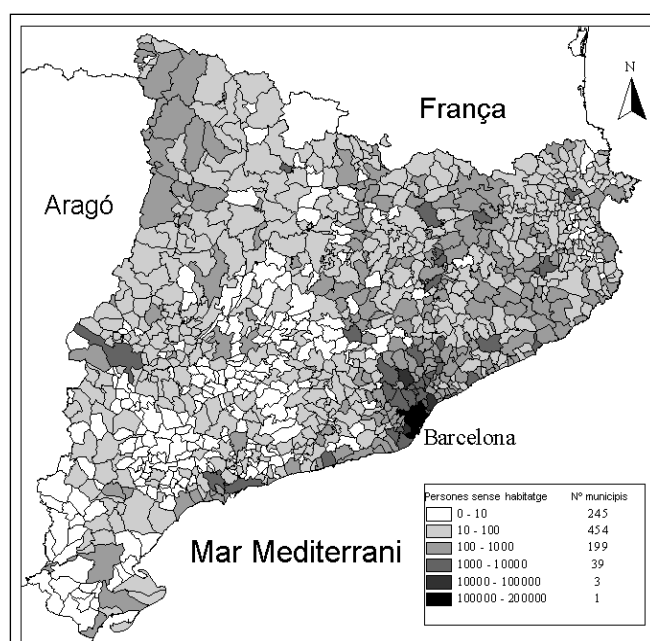 França
N
Aragó
Barcelona
Mar Mediterrani
Persones sense habitatge Nº municipis
0 - 10 245
10 - 100 454
100 - 1000 199
1000 - 10000 39
10000 - 100000 3
100000 - 200000 1